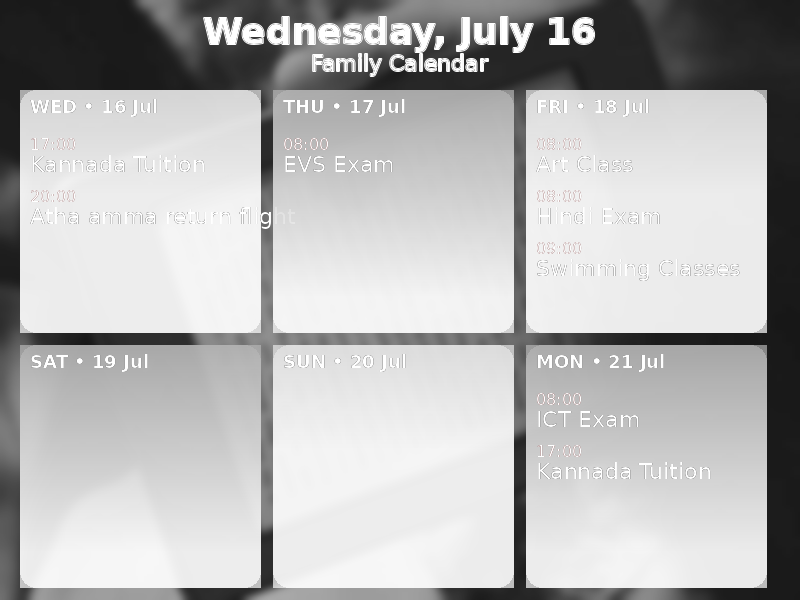 Wednesday, July 16
Family Calendar
WED • 16 Jul
17:00
Kannada Tuition
20:00
Atha amma return flight
THU • 17 Jul
08:00
EVS Exam
FRI • 18 Jul
08:00
Art Class
08:00
Hindi Exam
09:00
Swimming Classes
SAT • 19 Jul
SUN • 20 Jul
MON • 21 Jul
08:00
ICT Exam
17:00
Kannada Tuition